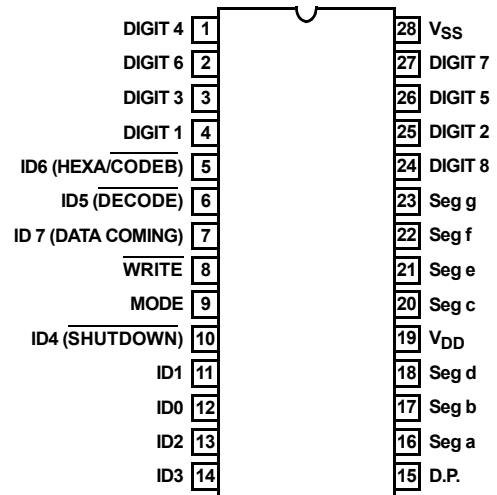 DIGIT 4 1 28 VSS
DIGIT 6 2 27 DIGIT 7
DIGIT 3 3 26 DIGIT 5
DIGIT 1 4 25 DIGIT 2
ID6 (HEXA/CODEB) 5 24 DIGIT 8
ID5 (DECODE) 6 23 Seg g
ID 7 (DATA COMING) 7 22 Seg f
WRITE 8 21 Seg e
MODE 9 20 Seg c
ID4 (SHUTDOWN) 10 19 VDD
ID1 11 18 Seg d
ID0 12 17 Seg b
ID2 13 16 Seg a
ID3 14 15 D.P.